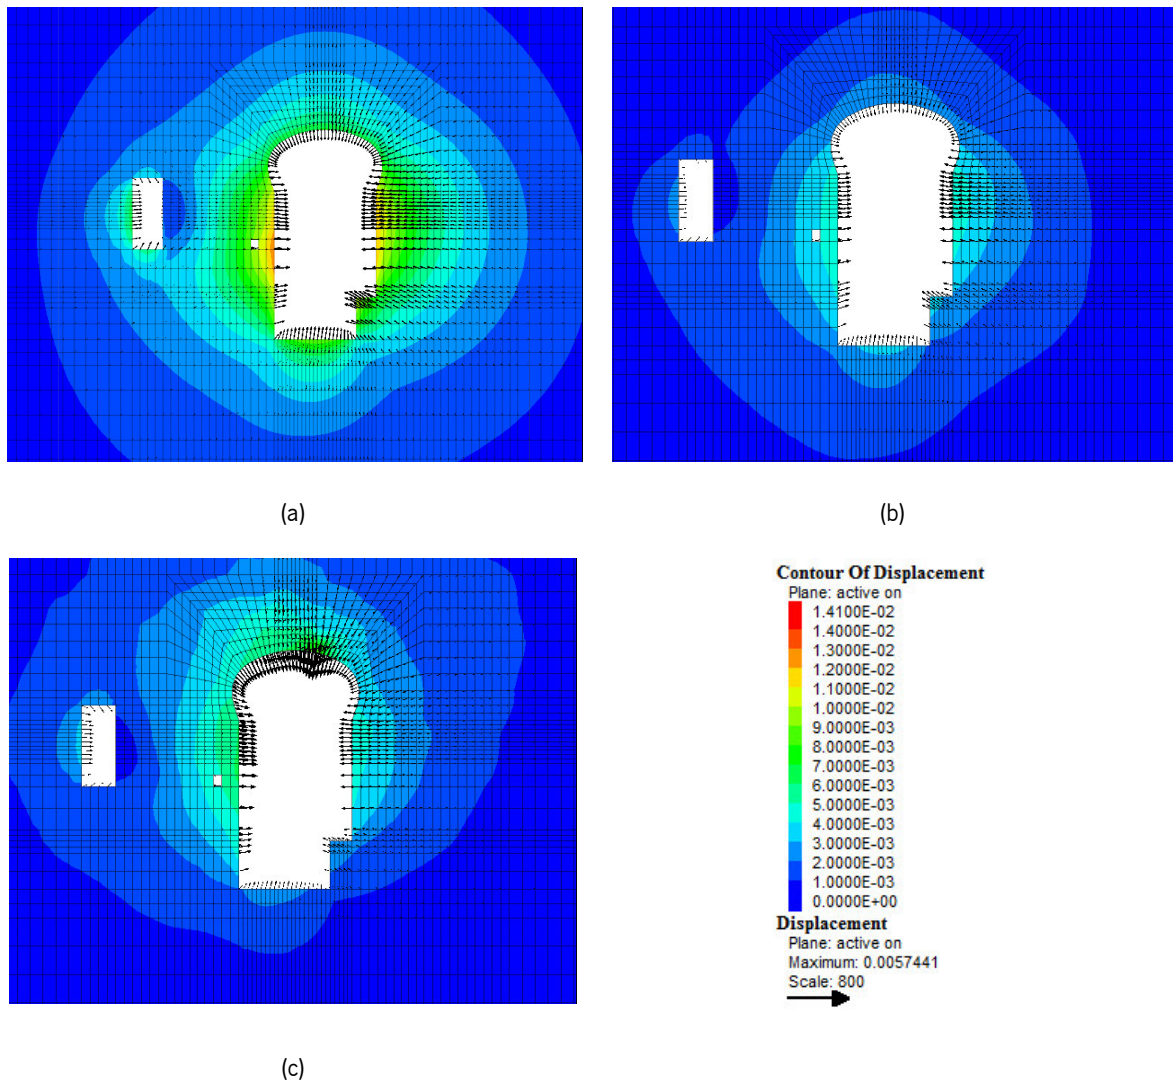 (a)
(b)
(c)
Contour Of Displacement
Plane: active on
1.4100E-02
1.4000E-02
1.3000E-02
1.2000E-02
1.1000E-02
1.0000E-02
9.0000E-03
8.0000E-03
7.0000E-03
6.0000E-03
5.0000E-03
4.0000E-03
3.0000E-03
2.0000E-03
1.0000E-03
0.0000E+00
Displacement
Plane: active on
Maximum: 0.0057441
Scale: 800